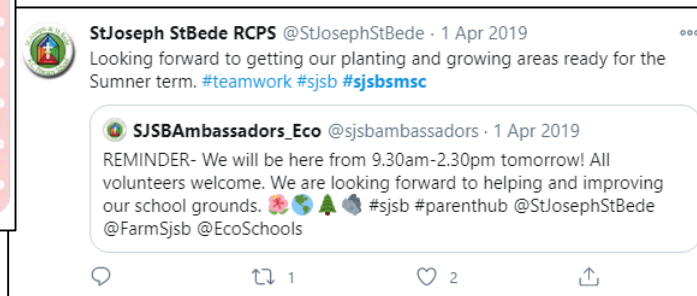 StJoseph StBede RCPS @StJosephStBede · 1 Apr 2019
Looking forward to getting our planting and growing areas ready for the
Sumner term. #teamwork #sjsb #sjsbsmsc
SJSBAmbassadors_Eco @sjsbambassadors · 1 Apr 2019
REMINDER- We will be here from 9.30am-2.30pm tomorrow! All
volunteers welcome. We are looking forward to helping and improving
our school grounds. 🌺🌎🌲🧤 #sjsb #parenthub @StJosephStBede
@FarmSjsb @EcoSchools
1 2